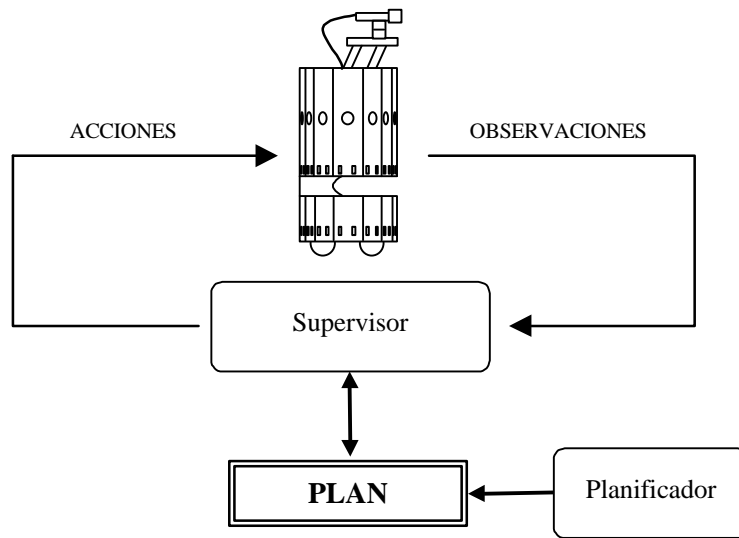 ACCIONES
OBSERVACIONES
Supervisor
PLAN
Planificador